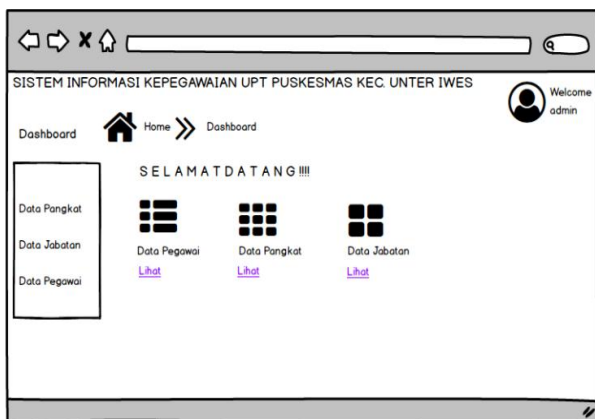 SISTEM INFORMASI KEPEGAWAIAN UPT PUSKESMAS KEC. UNTER IWES
Welcome
admin
Dashboard
Home
Dashboard
S E L A M A T D A T A N G !!!!
Data Pangkat
Data Jabatan
Data Pegawai
Data Pegawai
Lihat
Data Pangkat
Lihat
Data Jabatan
Lihat